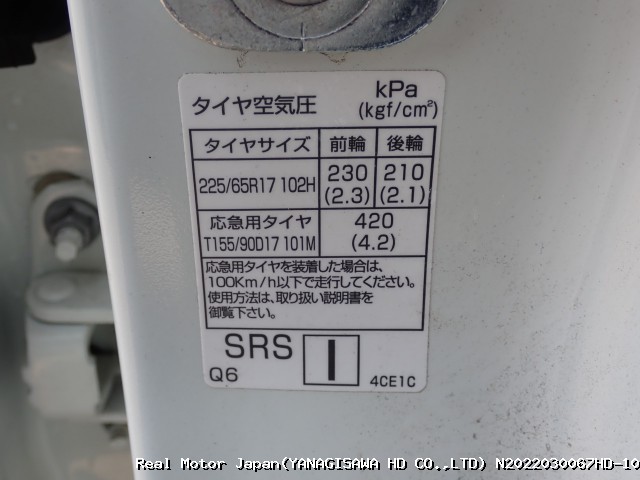 タイヤ空気圧 kPa
(kgf/cm²)
タイヤサイズ 前輪 後輪
225/65R17 102H 230 210
(2.3) (2.1)
応急用タイヤ 420
T155/90D17 101M (4.2)
応急用タイヤを装着した場合は、
100Km/h以下で走行してください。
使用方法は、取り扱い説明書を
御覧下さい。
SRS I
Q6 4CE1C
Real Motor Japan(YANAGISAWA HD CO.,LTD) N2022030067HD-10